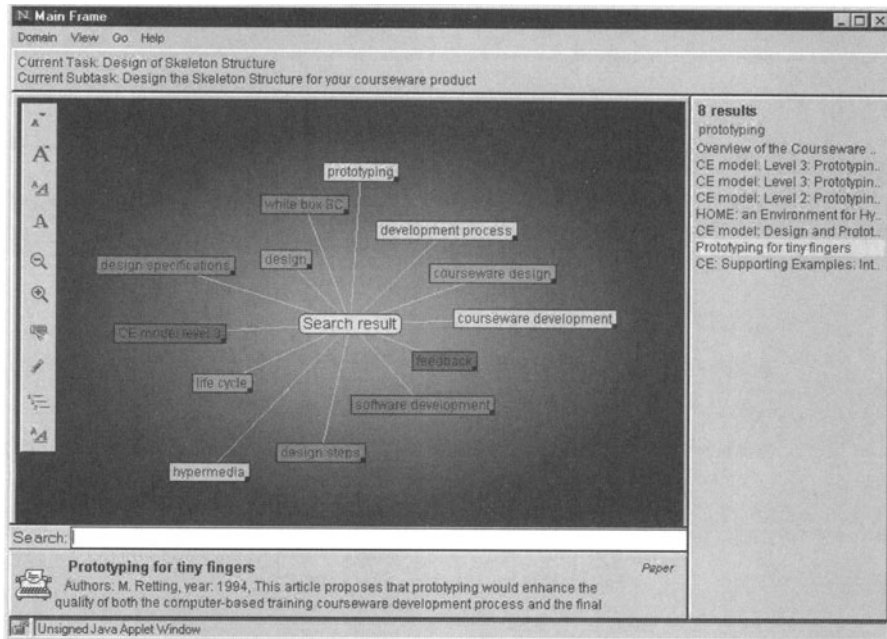 Main Frame
Domain View Go Help
Current Task: Design of Skeleton Structure
Current Subtask: Design the Skeleton Structure for your courseware product
prototyping
white box SC
development process
design
design specifications
courseware design
Search result
courseware development
CE model level 3
feedback
life cycle
software development
design steps
hypermedia
8 results
prototyping
Overview of the Courseware ..
CE model: Level 3: Prototypin..
CE model: Level 3: Prototypin..
CE model: Level 2: Prototypin..
HOME: an Environment for Hy..
CE model: Design and Protot..
Prototyping for tiny fingers
CE: Supporting Examples: Int..
Search:
Prototyping for tiny fingers
Paper
Authors: M. Retting, year: 1994, This article proposes that prototyping would enhance the
quality of both the computer-based training courseware development process and the final
Unsigned Java Applet Window